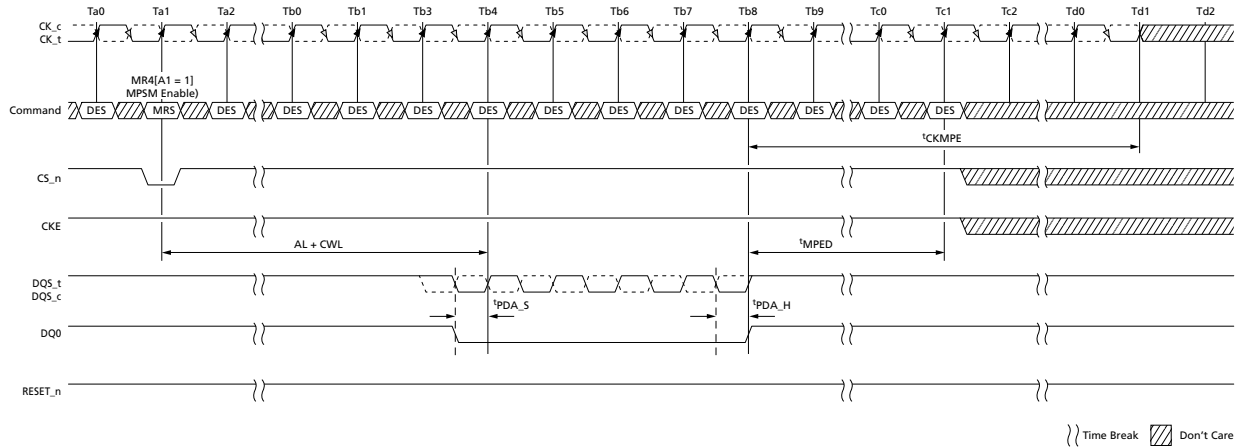 Ta0 Ta1 Ta2 Tb0 Tb1 Tb3 Tb4 Tb5 Tb6 Tb7 Tb8 Tb9 Tc0 Tc1 Tc2 Td0 Td1 Td2
CK_c
CK_t
MR4[A1 = 1]
MPSM Enable)
Command DES MRS DES DES DES DES DES DES DES DES DES DES DES DES
tCKMPE
CS_n
CKE
AL + CWL tMPED
DQS_t
DQS_c
tPDA_S tPDA_H
DQ0
RESET_n
Time Break Don't Care